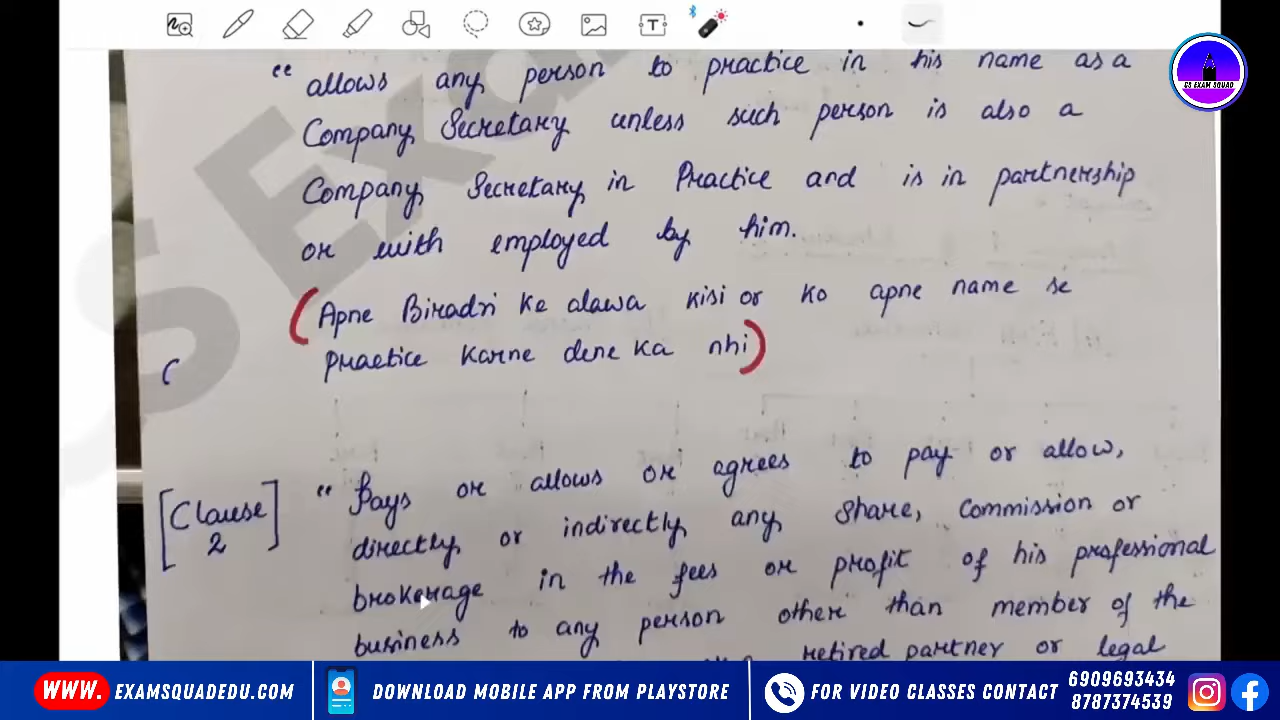 CS EXAM SQUAD
CS Exa
“ allows any person to practice in his name as a
Company Secretary unless such person is also a
Company Secretary in Practice and is in partnership
or with employed by him.
(Apne Biradri ke alawa kisi or ko apne name se
practice karne dene ka nhi)
(
[Clause 2] “ Pays or allows or agrees to pay or allow,
directly or indirectly any share, Commission or
brokerage in the fees or profit of his professional
business to any person other than member of the
retired partner or legal
WWW. EXAMSQUADEDU.COM
DOWNLOAD MOBILE APP FROM PLAYSTORE
FOR VIDEO CLASSES CONTACT
6909693434
8787374539